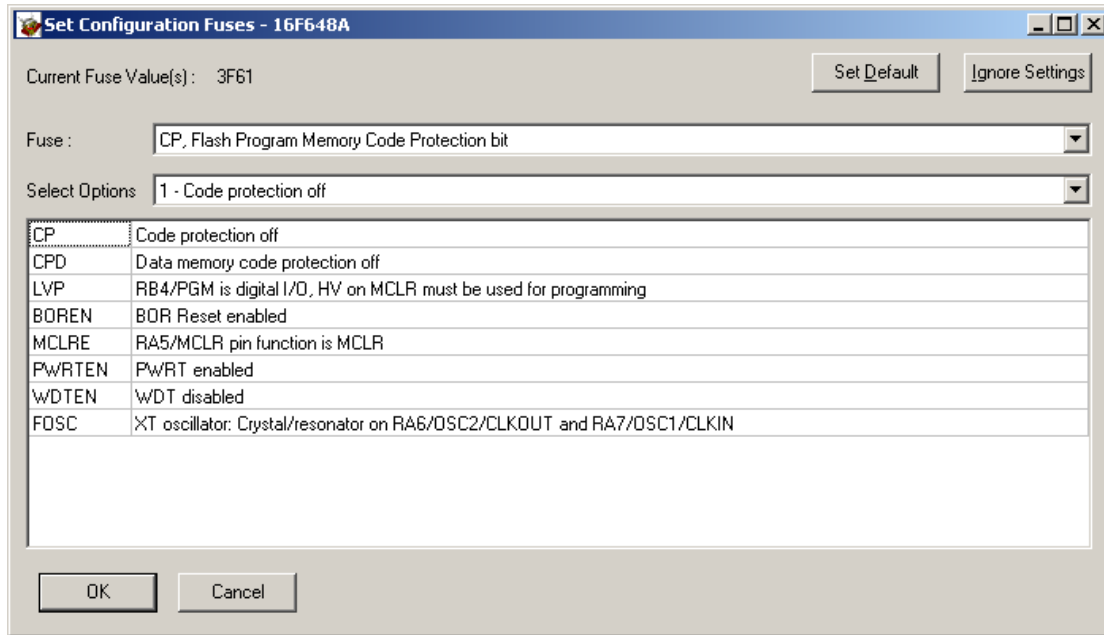 Set Configuration Fuses - 16F648A
Current Fuse Value(s) : 3F61
Set Default
Ignore Settings
Fuse : CP, Flash Program Memory Code Protection bit
Select Options 1 - Code protection off
CP Code protection off
CPD Data memory code protection off
LVP RB4/PGM is digital I/O, HV on MCLR must be used for programming
BOREN BOR Reset enabled
MCLRE RA5/MCLR pin function is MCLR
PWRTEN PWRT enabled
WDTEN WDT disabled
FOSC XT oscillator: Crystal/resonator on RA6/OSC2/CLKOUT and RA7/OSC1/CLKIN
OK
Cancel